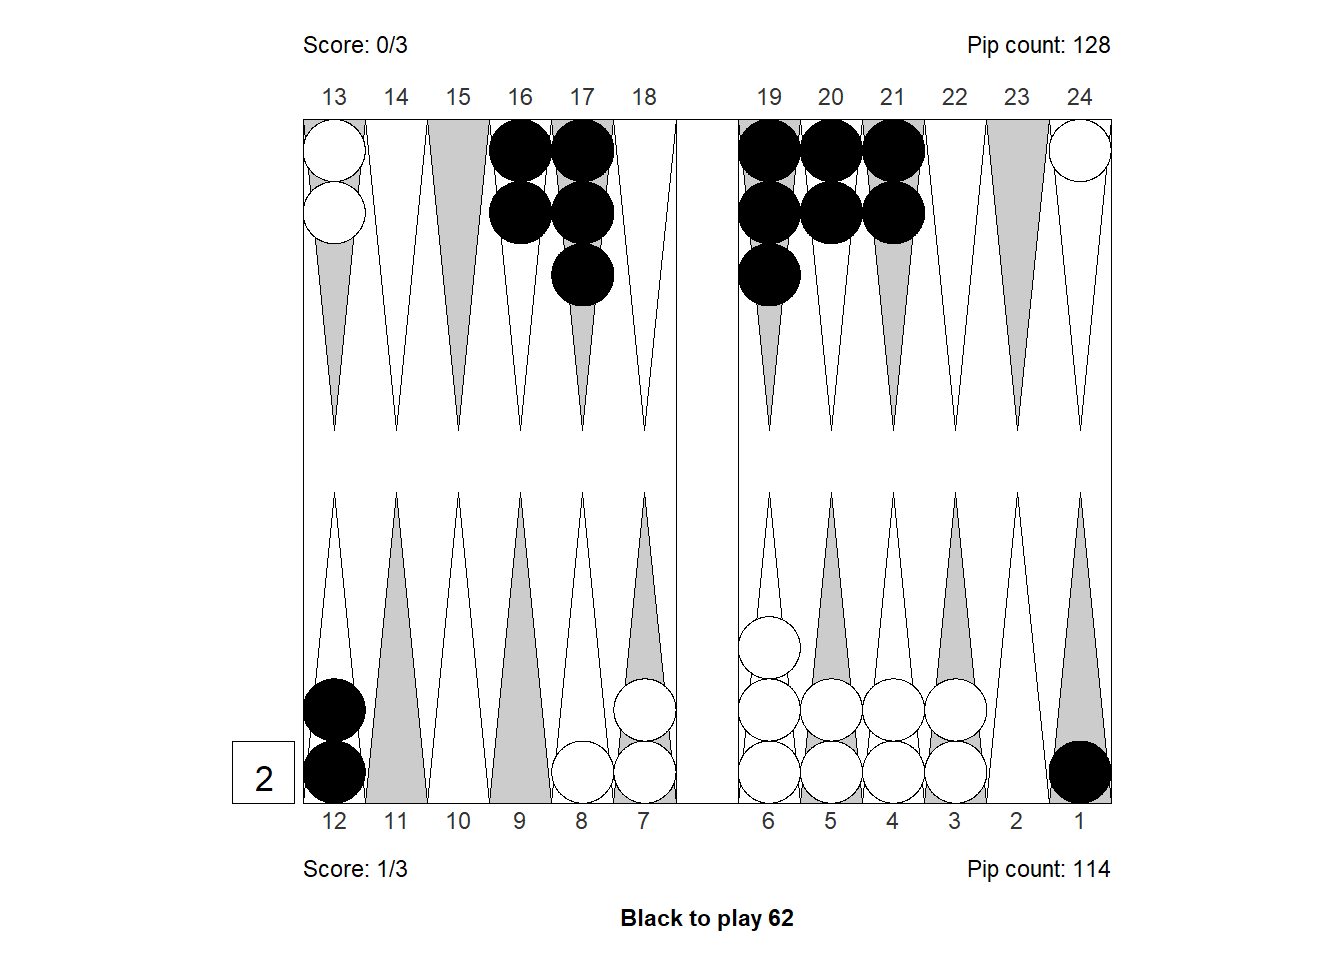 Score: 0/3 Pip count: 128
13 14 15 16 17 18 19 20 21 22 23 24
2
12 11 10 9 8 7 6 5 4 3 2 1
Score: 1/3 Pip count: 114
Black to play 62